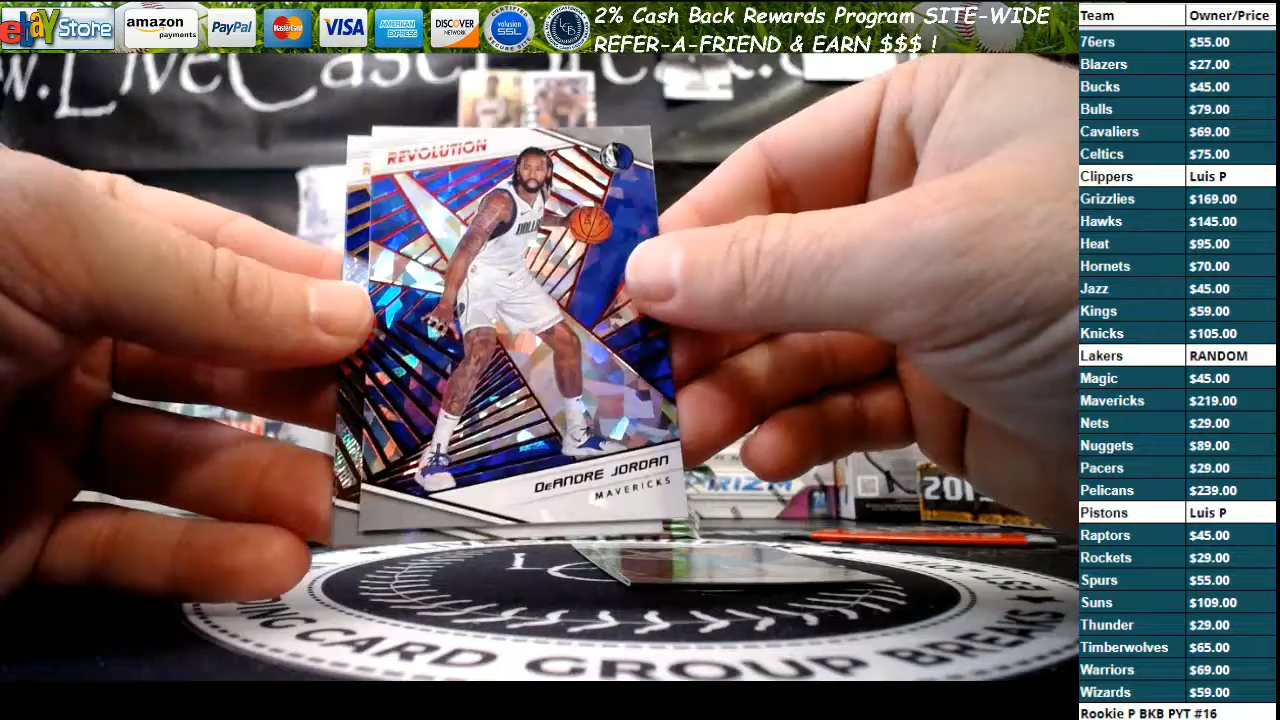 ebay Store
amazon payments
PayPal
MasterCard
VISA
AMERICAN EXPRESS
DISCOVER NETWORK
CERTIFIED
volusion SSL
LCB
2% Cash Back Rewards Program SITE-WIDE
REFER-A-FRIEND & EARN $$$ !
REVOLUTION
DALLAS
DeANDRE JORDAN
MAVERICKS
PRIZM
CARD GROUP BREAKS
Team Owner/Price
76ers $55.00
Blazers $27.00
Bucks $45.00
Bulls $79.00
Cavaliers $69.00
Celtics $75.00
Clippers Luis P
Grizzlies $169.00
Hawks $145.00
Heat $95.00
Hornets $70.00
Jazz $45.00
Kings $59.00
Knicks $105.00
Lakers RANDOM
Magic $45.00
Mavericks $219.00
Nets $29.00
Nuggets $89.00
Pacers $29.00
Pelicans $239.00
Pistons Luis P
Raptors $45.00
Rockets $29.00
Spurs $55.00
Suns $109.00
Thunder $29.00
Timberwolves $65.00
Warriors $69.00
Wizards $59.00
Rookie P BKB PYT #16